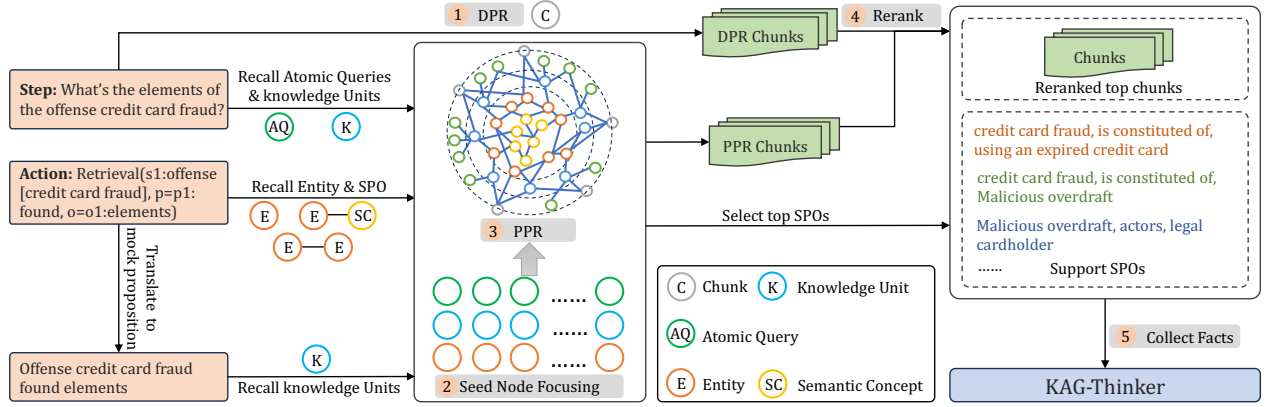 1 DPR C
Step: What's the elements of
the offense credit card fraud?
Recall Atomic Queries
& knowledge Units
AQ K
Action: Retrieval(s1:offense
[credit card fraud], p=p1:
found, o=o1:elements)
Recall Entity & SPO
E E SC
E E
Translate to
mock proposition
Offense credit card fraud
found elements
K
Recall knowledge Units
3 PPR
......
......
......
2 Seed Node Focusing
DPR Chunks
PPR Chunks
4 Rerank
Select top SPOs
C Chunk K Knowledge Unit
AQ Atomic Query
E Entity SC Semantic Concept
Chunks
Reranked top chunks
credit card fraud, is constituted of,
using an expired credit card
credit card fraud, is constituted of,
Malicious overdraft
Malicious overdraft, actors, legal
cardholder
...... Support SPOs
5 Collect Facts
KAG-Thinker